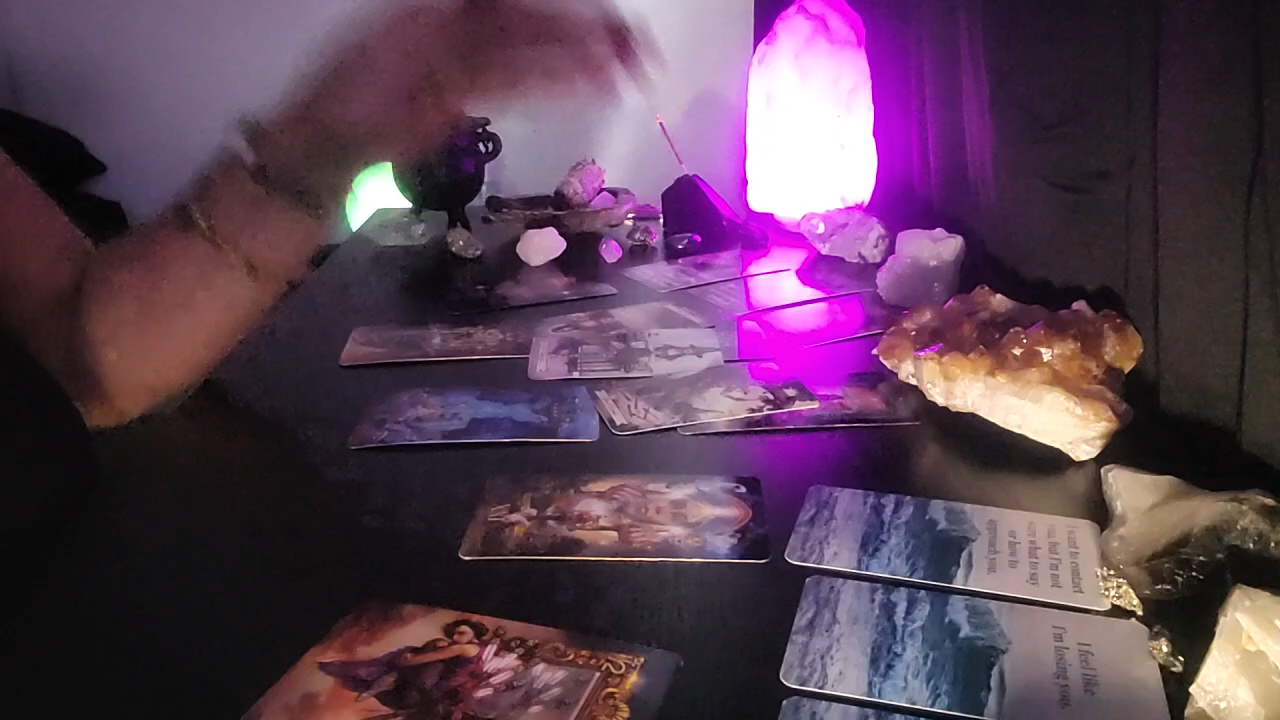 I want to contact
you, but I'm not
sure what to say
or how to
approach you.
I feel like
I'm losing you.